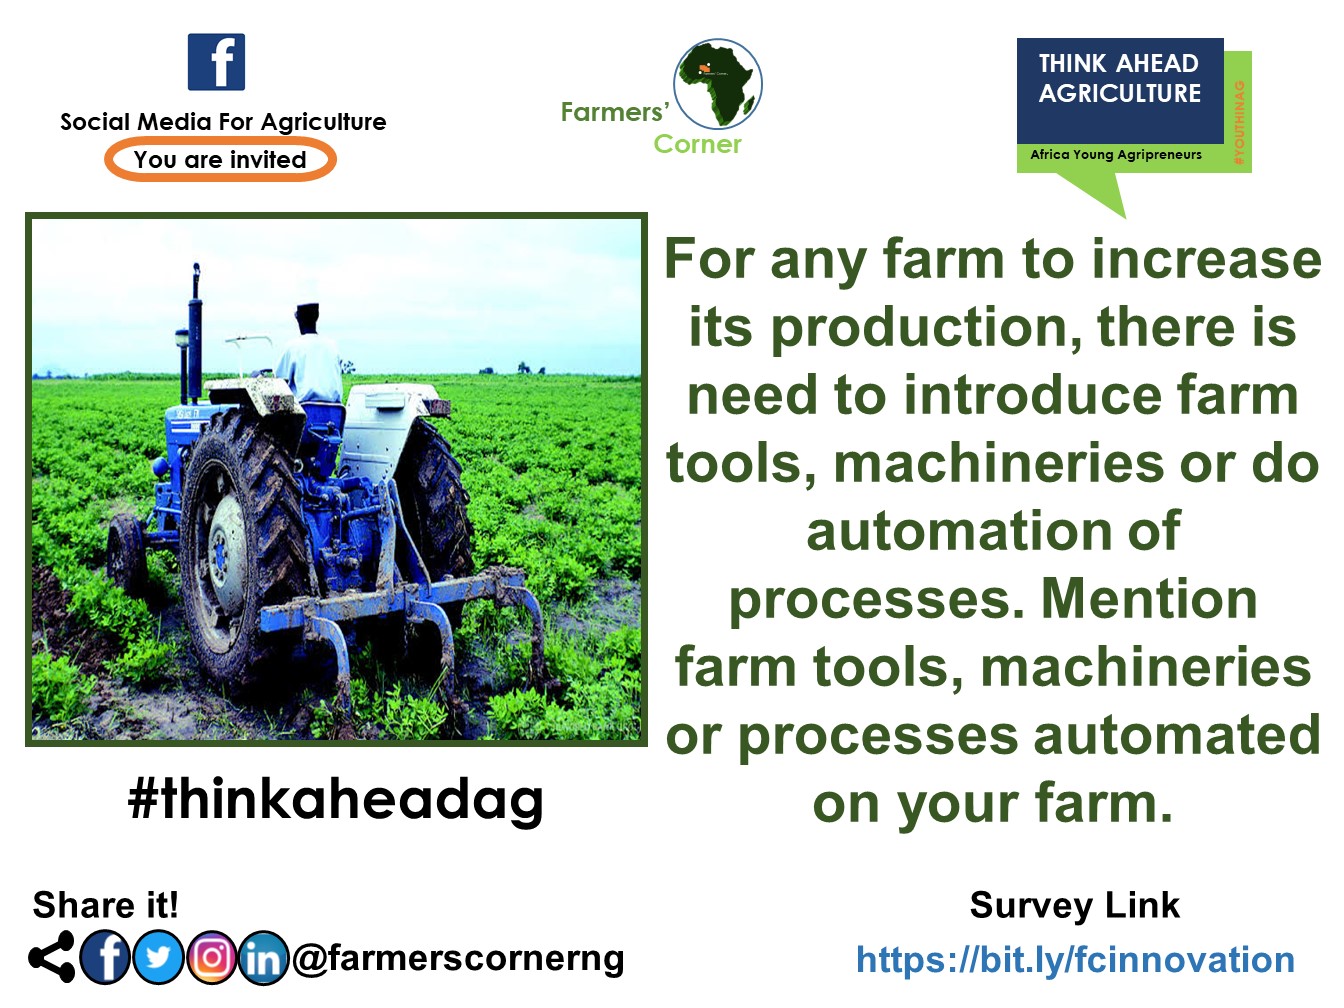 Social Media For Agriculture
You are invited
Farmers’
Corner
THINK AHEAD
AGRICULTURE
Africa Young Agripreneurs
#YOUTHINAG
For any farm to increase
its production, there is
need to introduce farm
tools, machineries or do
automation of
processes. Mention
farm tools, machineries
or processes automated
on your farm.
#thinkaheadag
Share it!
@farmerscornerng
Survey Link
https://bit.ly/fcinnovation